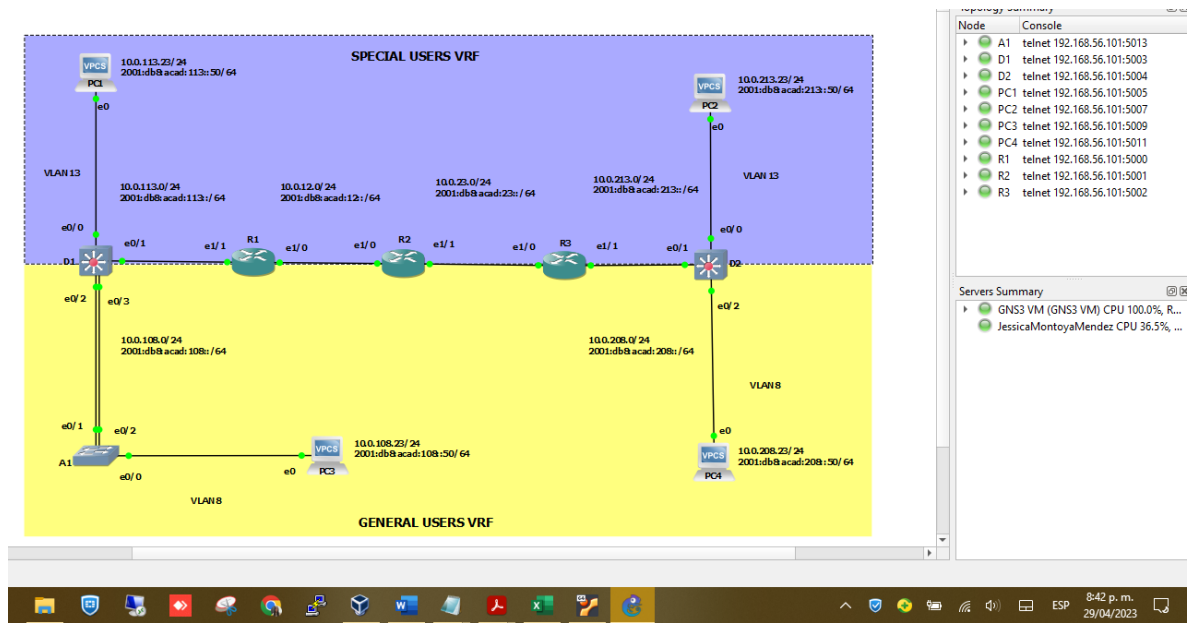 Topology Summary
Node Console
A1 telnet 192.168.56.101:5013
D1 telnet 192.168.56.101:5003
D2 telnet 192.168.56.101:5004
PC1 telnet 192.168.56.101:5005
PC2 telnet 192.168.56.101:5007
PC3 telnet 192.168.56.101:5009
PC4 telnet 192.168.56.101:5011
R1 telnet 192.168.56.101:5000
R2 telnet 192.168.56.101:5001
R3 telnet 192.168.56.101:5002
Servers Summary
GNS3 VM (GNS3 VM) CPU 100.0%, R...
JessicaMontoyaMendez CPU 36.5%, ...
SPECIAL USERS VRF
VPCS
PC1
10.0.113.23/24
2001:db8:acad:113::50/64
e0
VPCS
PC2
10.0.213.23/24
2001:db8:acad:213::50/64
e0
VLAN 13
10.0.113.0/24
2001:db8:acad:113::/64
10.0.12.0/24
2001:db8:acad:12::/64
10.0.23.0/24
2001:db8:acad:23::/64
10.0.213.0/24
2001:db8:acad:213::/64
VLAN 13
e0/0
D1
e0/1
e1/1
R1
e1/0
e1/0
R2
e1/1
e1/0
R3
e1/1
e0/1
e0/0
D2
e0/2
e0/3
e0/2
10.0.108.0/24
2001:db8:acad:108::/64
10.0.208.0/24
2001:db8:acad:208::/64
VLAN 8
e0/1
e0/2
A1
e0/0
VPCS
e0
PC3
10.0.108.23/24
2001:db8:acad:108::50/64
e0
VPCS
PC4
10.0.208.23/24
2001:db8:acad:208::50/64
VLAN 8
GENERAL USERS VRF
ESP
8:42 p. m.
29/04/2023